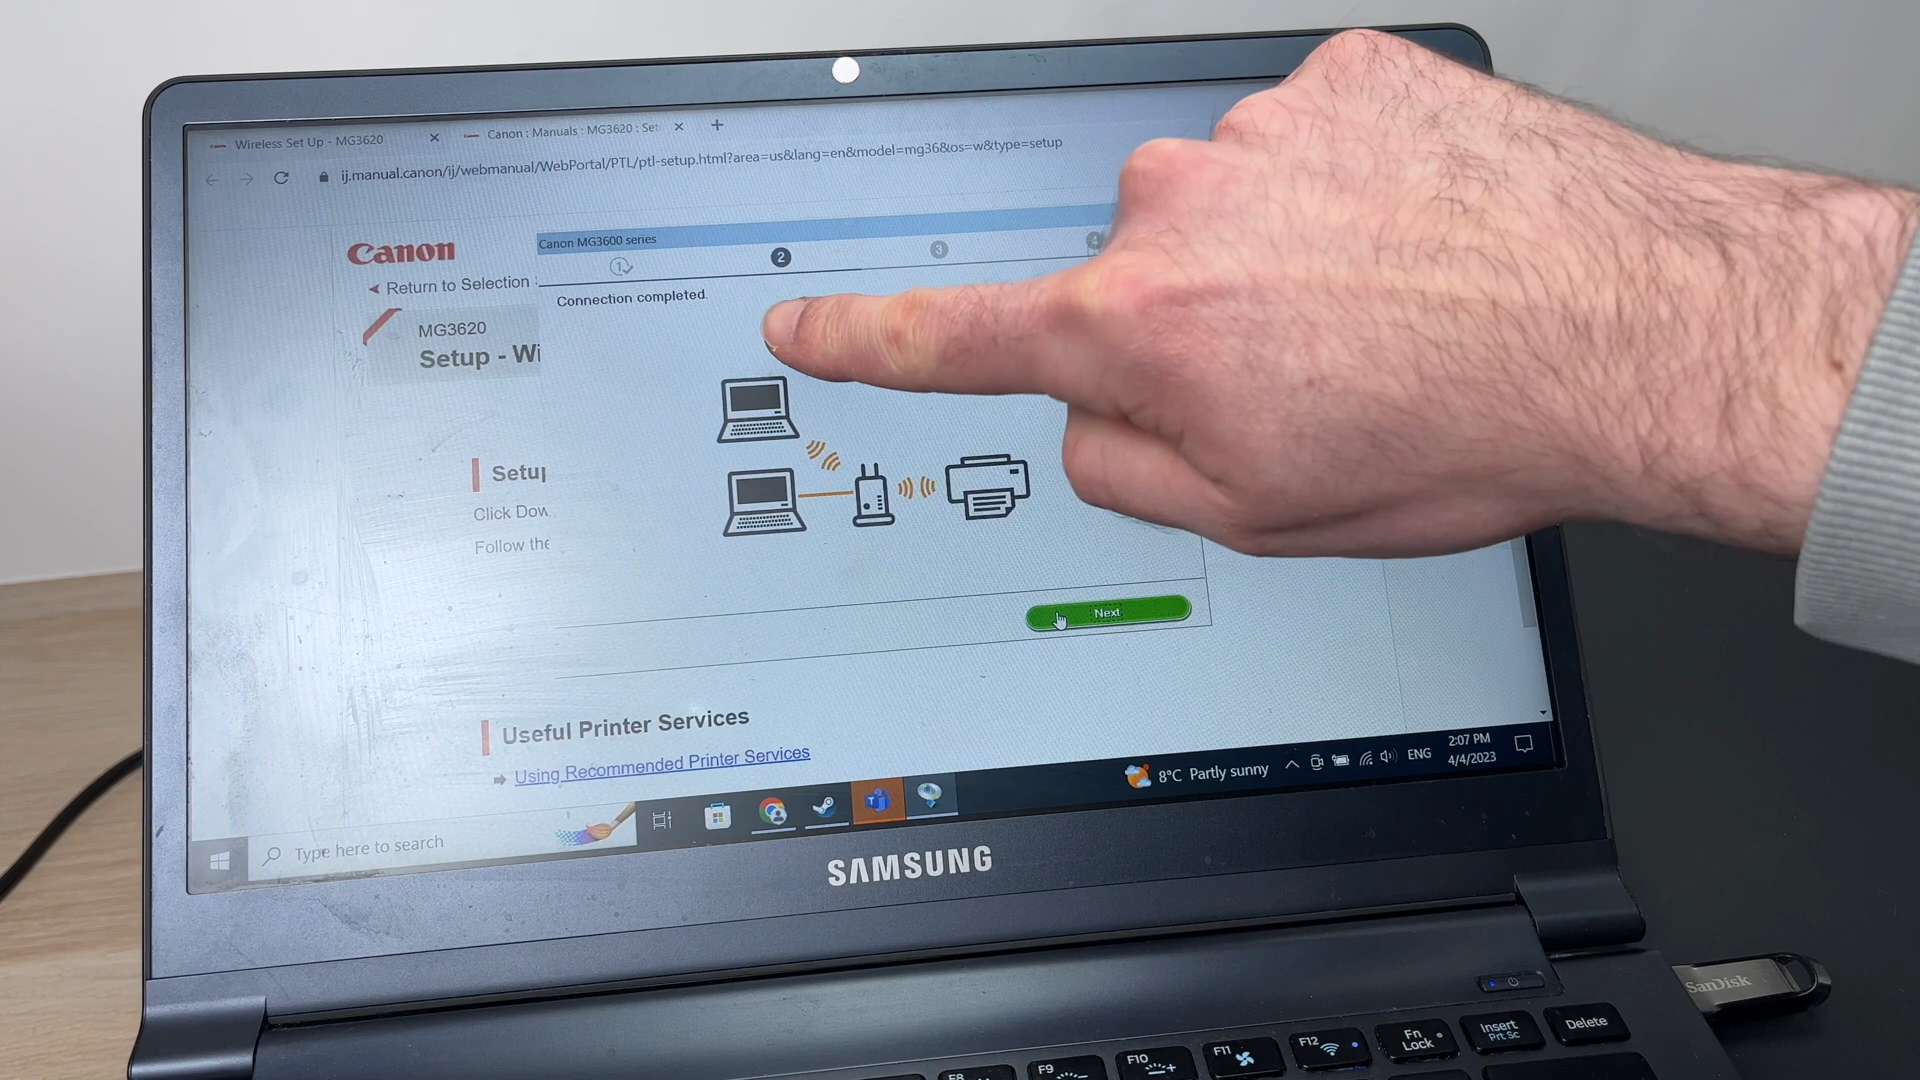 Wireless Set Up - MG3620
Canon : Manuals : MG3620 : Set
ij.manual.canon/ij/webmanual/WebPortal/PTL/ptl-setup.html?area=us&lang=en&model=mg36&os=w&type=setup
Canon
Canon MG3600 series
1 2 3 4
Return to Selection
Connection completed.
MG3620
Setup - Wi
Setup
Click Dow
Follow the
Next
Useful Printer Services
Using Recommended Printer Services
8°C Partly sunny
ENG
2:07 PM
4/4/2023
Type here to search
SAMSUNG
SanDisk
F8
F9
F10
F11
F12
Fn
Lock
Insert
Prt Sc
Delete